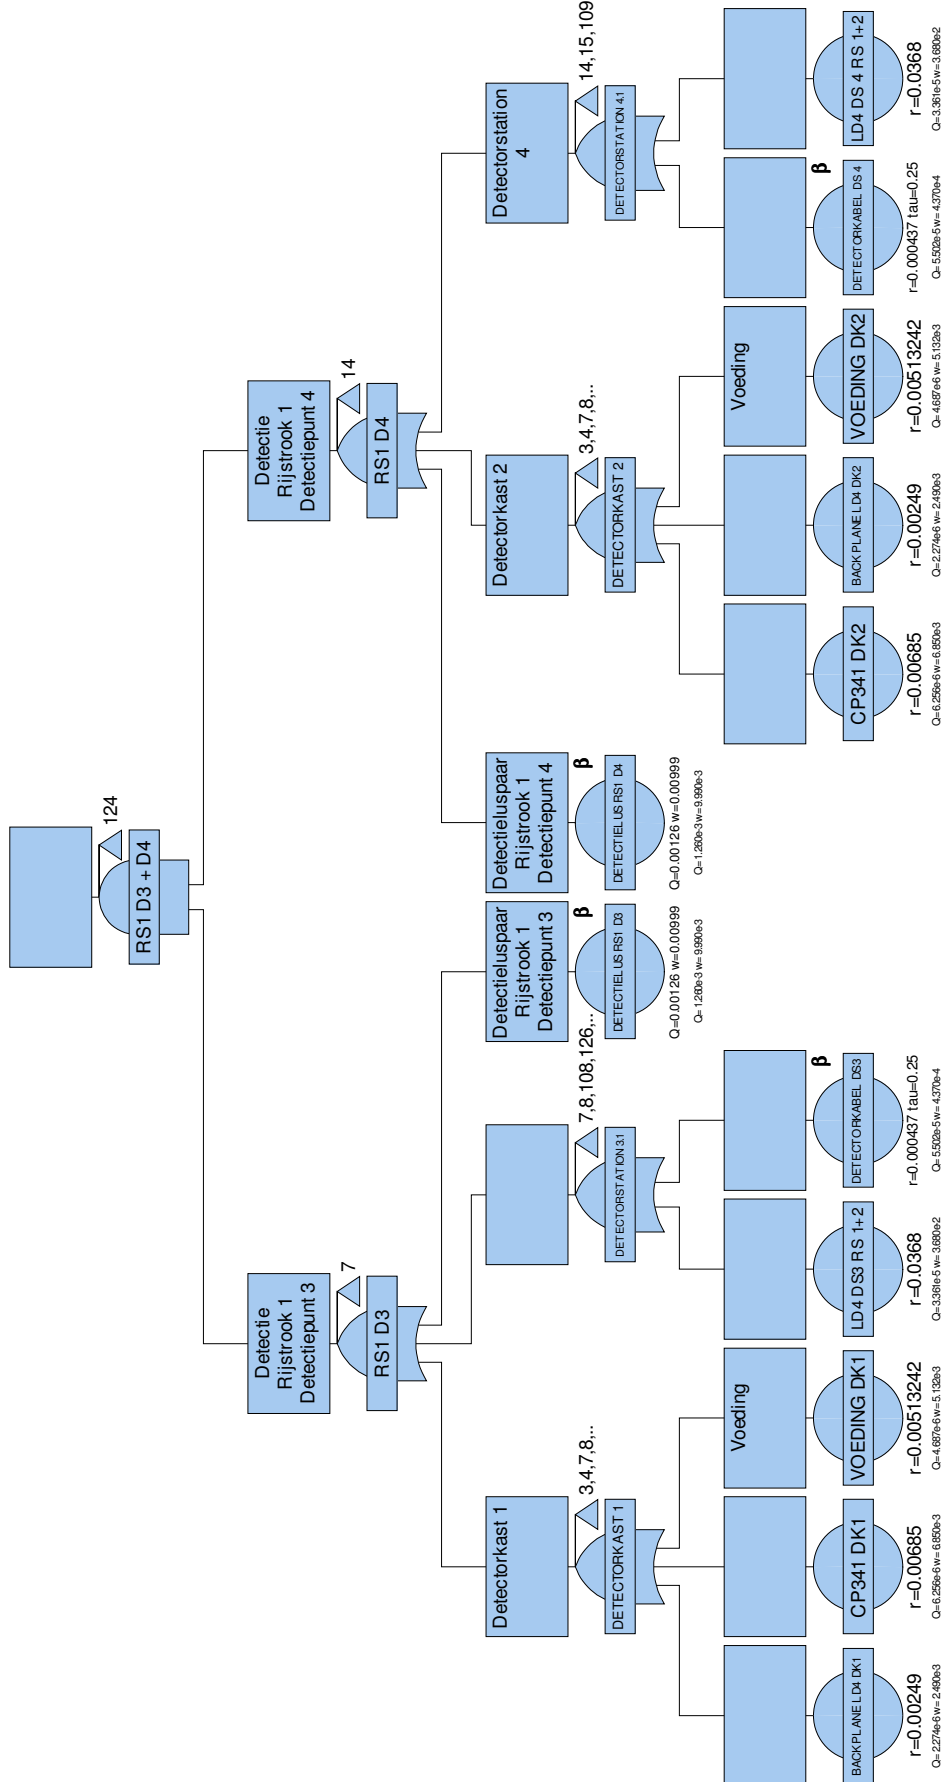 124
RS1 D3 + D4
Detectie
Rijstrook 1
Detectiepunt 3
7
RS1 D3
Detectie
Rijstrook 1
Detectiepunt 4
14
RS1 D4
Detectorkast 1
3,4,7,8,..
DETECTORKAST 1
7,8,108,126,..
DETECTORSTATION 3.1
Detectieluspaar
Rijstrook 1
Detectiepunt 3
β
DETECTIELUS RS1 D3
Q=0.00126 w=0.00999
Q=1.260e-3 w=9.990e-3
Detectieluspaar
Rijstrook 1
Detectiepunt 4
β
DETECTIELUS RS1 D4
Q=0.00126 w=0.00999
Q=1.260e-3 w=9.990e-3
Detectorkast 2
3,4,7,8,..
DETECTORKAST 2
Detectorstation
4
14,15,109
DETECTORSTATION 4.1
BACKPLANE LD4 DK1
r=0.00249
Q=2.274e-6 w=2.490e-3
CP341 DK1
r=0.00685
Q=6.256e-6 w=6.850e-3
Voeding
VOEDING DK1
r=0.00513242
Q=4.687e-6 w=5.132e-3
LD4 DS3 RS 1+2
r=0.0368
Q=3.361e-5 w=3.680e-2
β
DETECTORKABEL DS3
r=0.000437 tau=0.25
Q=5.502e-5 w=4.370e-4
CP341 DK2
r=0.00685
Q=6.256e-6 w=6.850e-3
BACKPLANE LD4 DK2
r=0.00249
Q=2.274e-6 w=2.490e-3
Voeding
VOEDING DK2
r=0.00513242
Q=4.687e-6 w=5.132e-3
β
DETECTORKABEL DS 4
r=0.000437 tau=0.25
Q=5.502e-5 w=4.370e-4
LD4 DS 4 RS 1+2
r=0.0368
Q=3.361e-5 w=3.680e-2